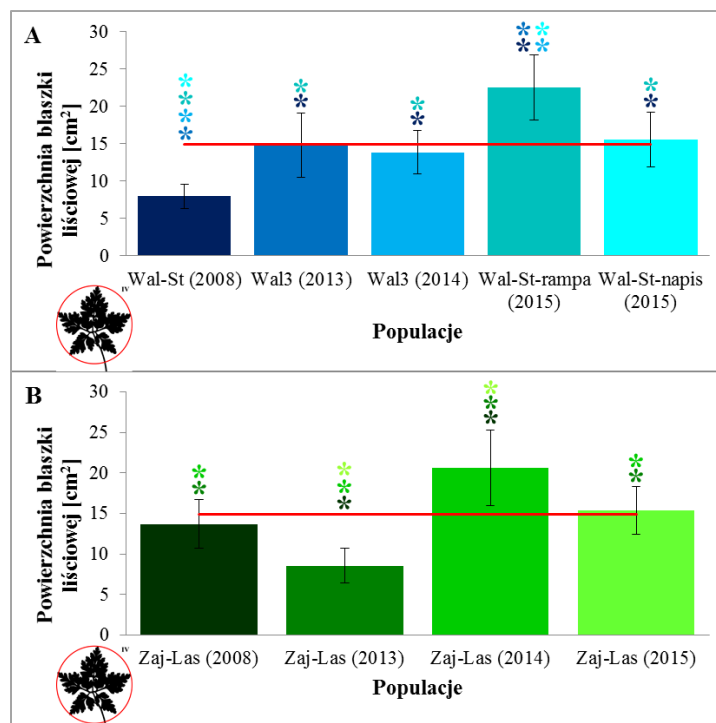 A
Powierzchnia blaszki
liściowej [cm²]
30
25
20
15
10
5
0
Wal-St (2008)
Wal3 (2013)
Wal3 (2014)
Wal-St-rampa
(2015)
Wal-St-napis
(2015)
Populacje
IV
B
Powierzchnia blaszki
liściowej [cm²]
30
25
20
15
10
5
0
Zaj-Las (2008)
Zaj-Las (2013)
Zaj-Las (2014)
Zaj-Las (2015)
Populacje
IV